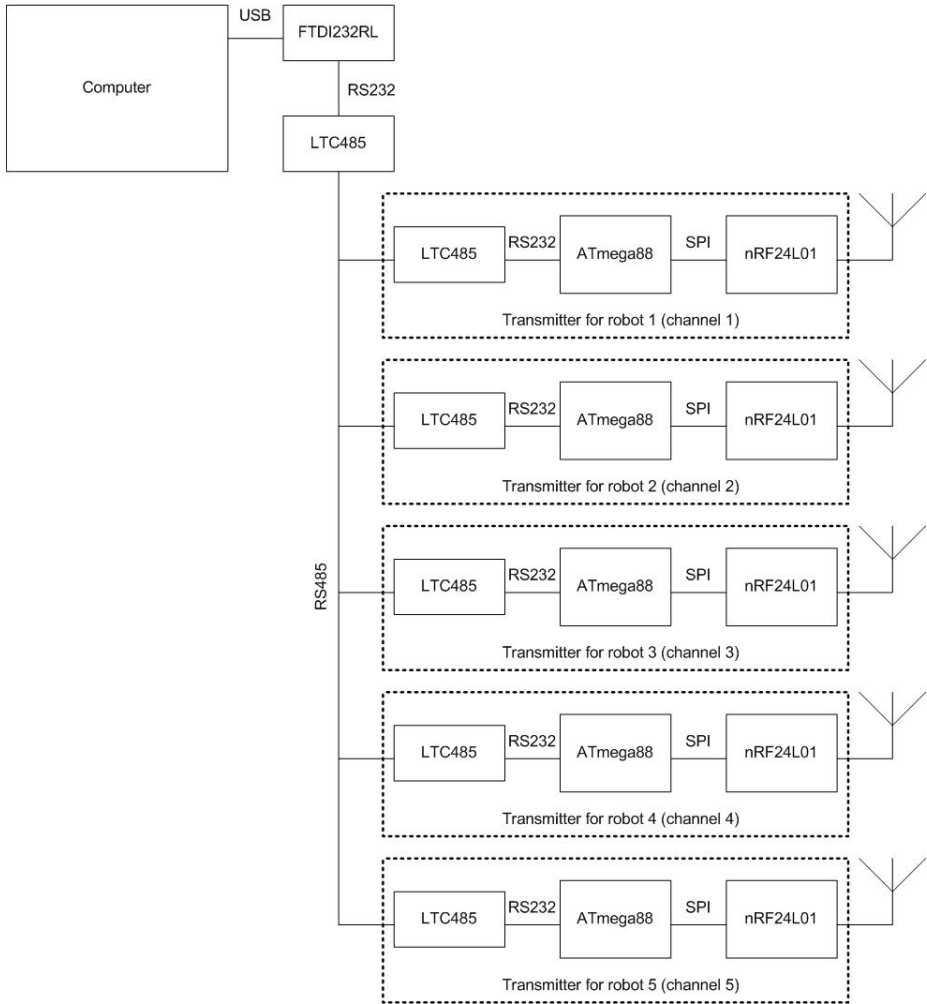 USB
FTDI232RL
Computer
RS232
LTC485
LTC485
RS232
ATmega88
SPI
nRF24L01
Transmitter for robot 1 (channel 1)
LTC485
RS232
ATmega88
SPI
nRF24L01
Transmitter for robot 2 (channel 2)
RS485
LTC485
RS232
ATmega88
SPI
nRF24L01
Transmitter for robot 3 (channel 3)
LTC485
RS232
ATmega88
SPI
nRF24L01
Transmitter for robot 4 (channel 4)
LTC485
RS232
ATmega88
SPI
nRF24L01
Transmitter for robot 5 (channel 5)